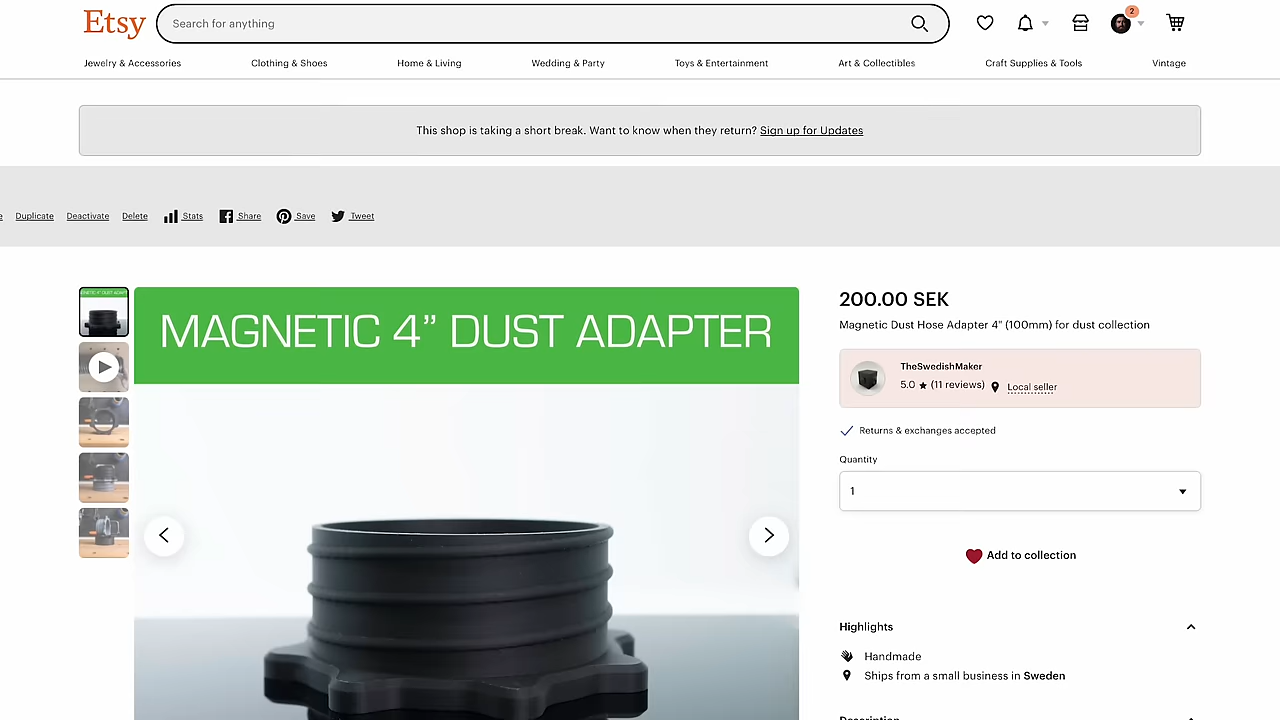 Etsy
Search for anything
2
Jewelry & Accessories
Clothing & Shoes
Home & Living
Wedding & Party
Toys & Entertainment
Art & Collectibles
Craft Supplies & Tools
Vintage
This shop is taking a short break. Want to know when they return? Sign up for Updates
Duplicate
Deactivate
Delete
Stats
Share
Save
Tweet
MAGNETIC 4” DUST ADAPTER
200.00 SEK
Magnetic Dust Hose Adapter 4" (100mm) for dust collection
TheSwedishMaker
5.0 ★ (11 reviews) Local seller
Returns & exchanges accepted
Quantity
1
Add to collection
Highlights
Handmade
Ships from a small business in Sweden